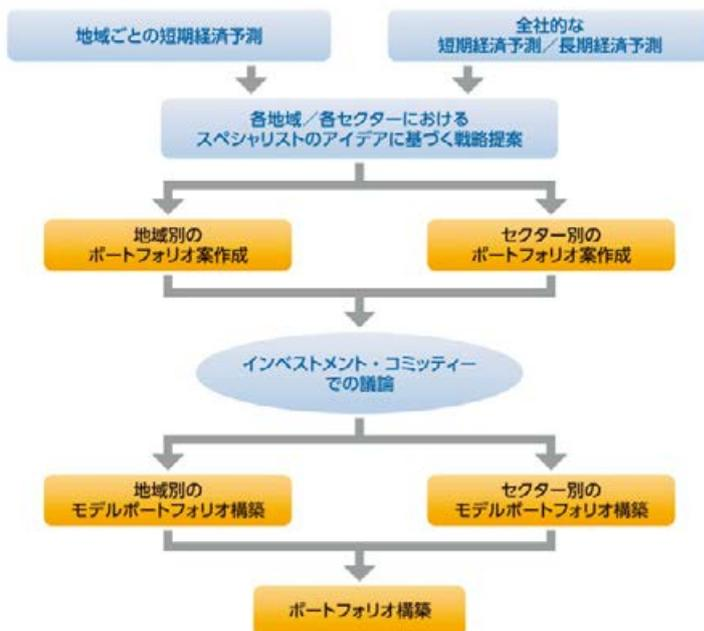 地域ごとの短期経済予測
全社的な
短期経済予測／長期経済予測
各地域／各セクターにおける
スペシャリストのアイデアに基づく戦略提案
地域別の
ポートフォリオ案作成
セクター別の
ポートフォリオ案作成
インベストメント・コミッティー
での議論
地域別の
モデルポートフォリオ構築
セクター別の
モデルポートフォリオ構築
ポートフォリオ構築